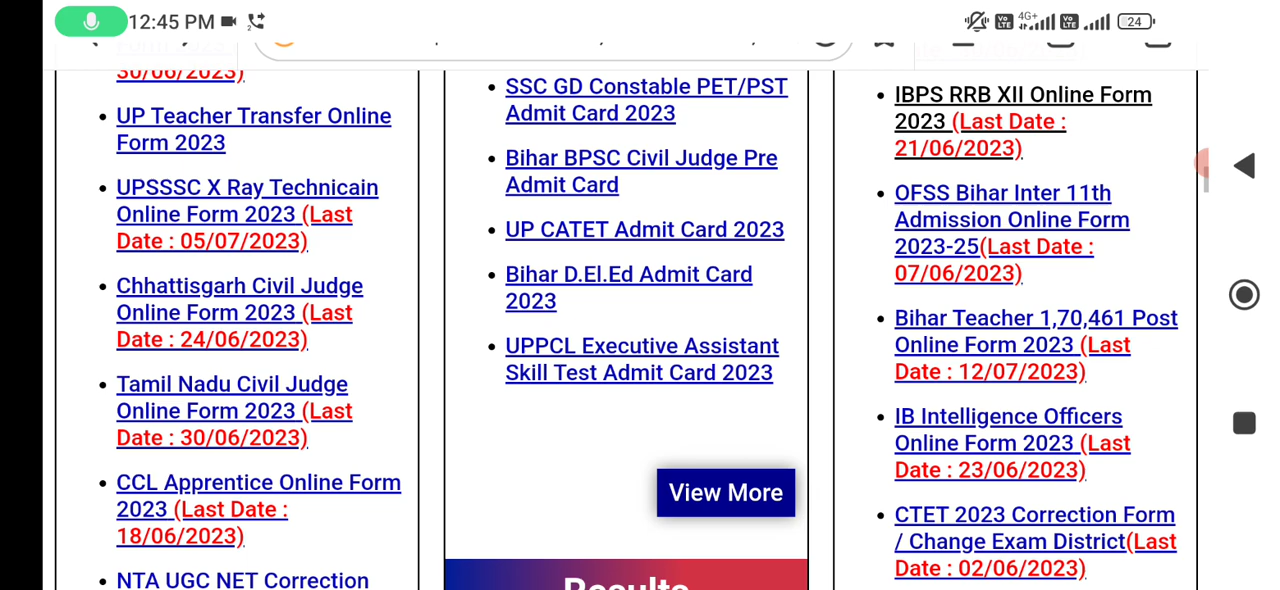 12:45 PM
4G+
Vo LTE
Vo LTE
24
30/06/2023)
UP Teacher Transfer Online
Form 2023
UPSSSC X Ray Technicain
Online Form 2023 (Last
Date : 05/07/2023)
Chhattisgarh Civil Judge
Online Form 2023 (Last
Date : 24/06/2023)
Tamil Nadu Civil Judge
Online Form 2023 (Last
Date : 30/06/2023)
CCL Apprentice Online Form
2023 (Last Date :
18/06/2023)
NTA UGC NET Correction
SSC GD Constable PET/PST
Admit Card 2023
Bihar BPSC Civil Judge Pre
Admit Card
UP CATET Admit Card 2023
Bihar D.El.Ed Admit Card
2023
UPPCL Executive Assistant
Skill Test Admit Card 2023
View More
Results
IBPS RRB XII Online Form
2023 (Last Date :
21/06/2023)
OFSS Bihar Inter 11th
Admission Online Form
2023-25(Last Date :
07/06/2023)
Bihar Teacher 1,70,461 Post
Online Form 2023 (Last
Date : 12/07/2023)
IB Intelligence Officers
Online Form 2023 (Last
Date : 23/06/2023)
CTET 2023 Correction Form
/ Change Exam District(Last
Date : 02/06/2023)